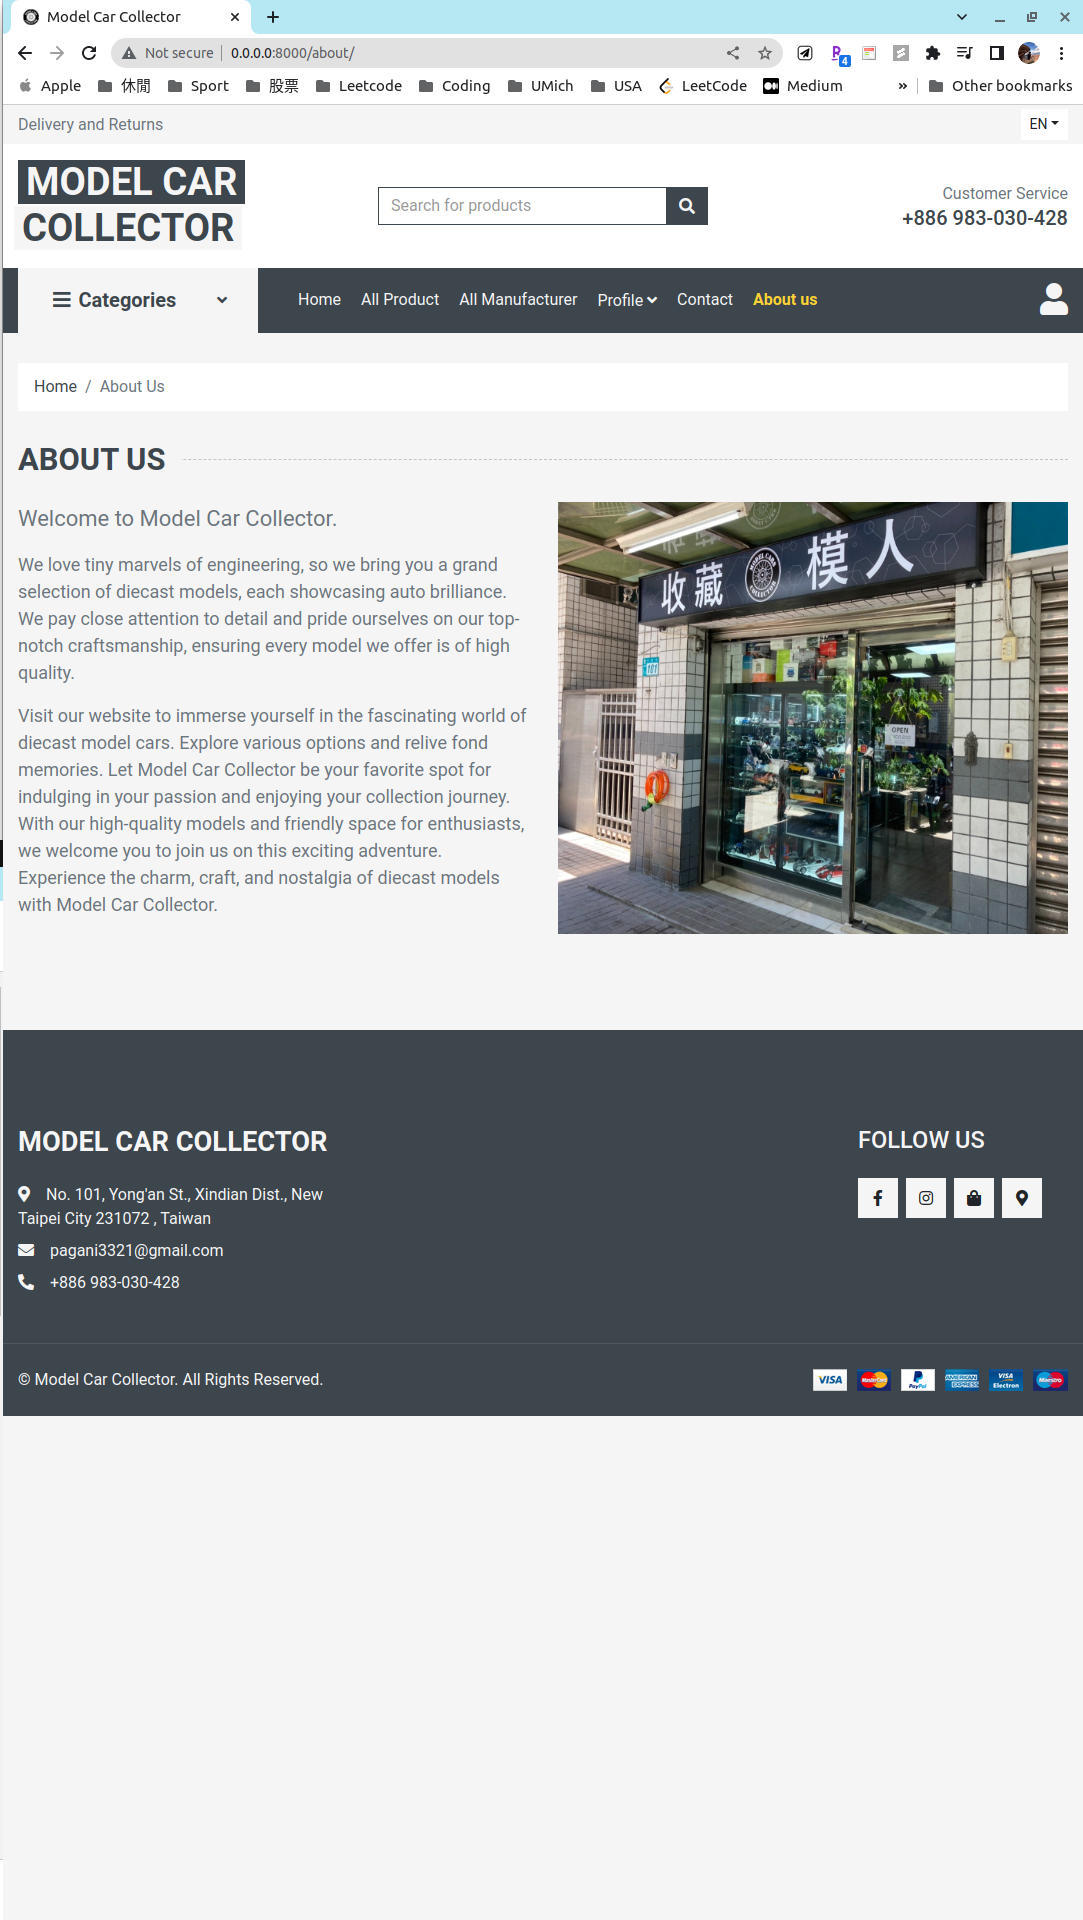 Model Car Collector
Not secure
0.0.0.0:8000/about/
4
Apple
休閒
Sport
股票
Leetcode
Coding
UMich
USA
LeetCode
Medium
»
Other bookmarks
Delivery and Returns
EN
MODEL CAR
COLLECTOR
Search for products
Customer Service
+886 983-030-428
Categories
Home
All Product
All Manufacturer
Profile
Contact
About us
Home / About Us
ABOUT US
Welcome to Model Car Collector.
We love tiny marvels of engineering, so we bring you a grand
selection of diecast models, each showcasing auto brilliance.
We pay close attention to detail and pride ourselves on our top-
notch craftsmanship, ensuring every model we offer is of high
quality.
Visit our website to immerse yourself in the fascinating world of
diecast model cars. Explore various options and relive fond
memories. Let Model Car Collector be your favorite spot for
indulging in your passion and enjoying your collection journey.
With our high-quality models and friendly space for enthusiasts,
we welcome you to join us on this exciting adventure.
Experience the charm, craft, and nostalgia of diecast models
with Model Car Collector.
收藏 模人
MODEL CARS
COLLECTOR
101
OPEN
MODEL CAR COLLECTOR
No. 101, Yong'an St., Xindian Dist., New
Taipei City 231072 , Taiwan
pagani3321@gmail.com
+886 983-030-428
FOLLOW US
© Model Car Collector. All Rights Reserved.
VISA
MasterCard
PayPal
AMERICAN
EXPRESS
VISA
Electron
Maestro